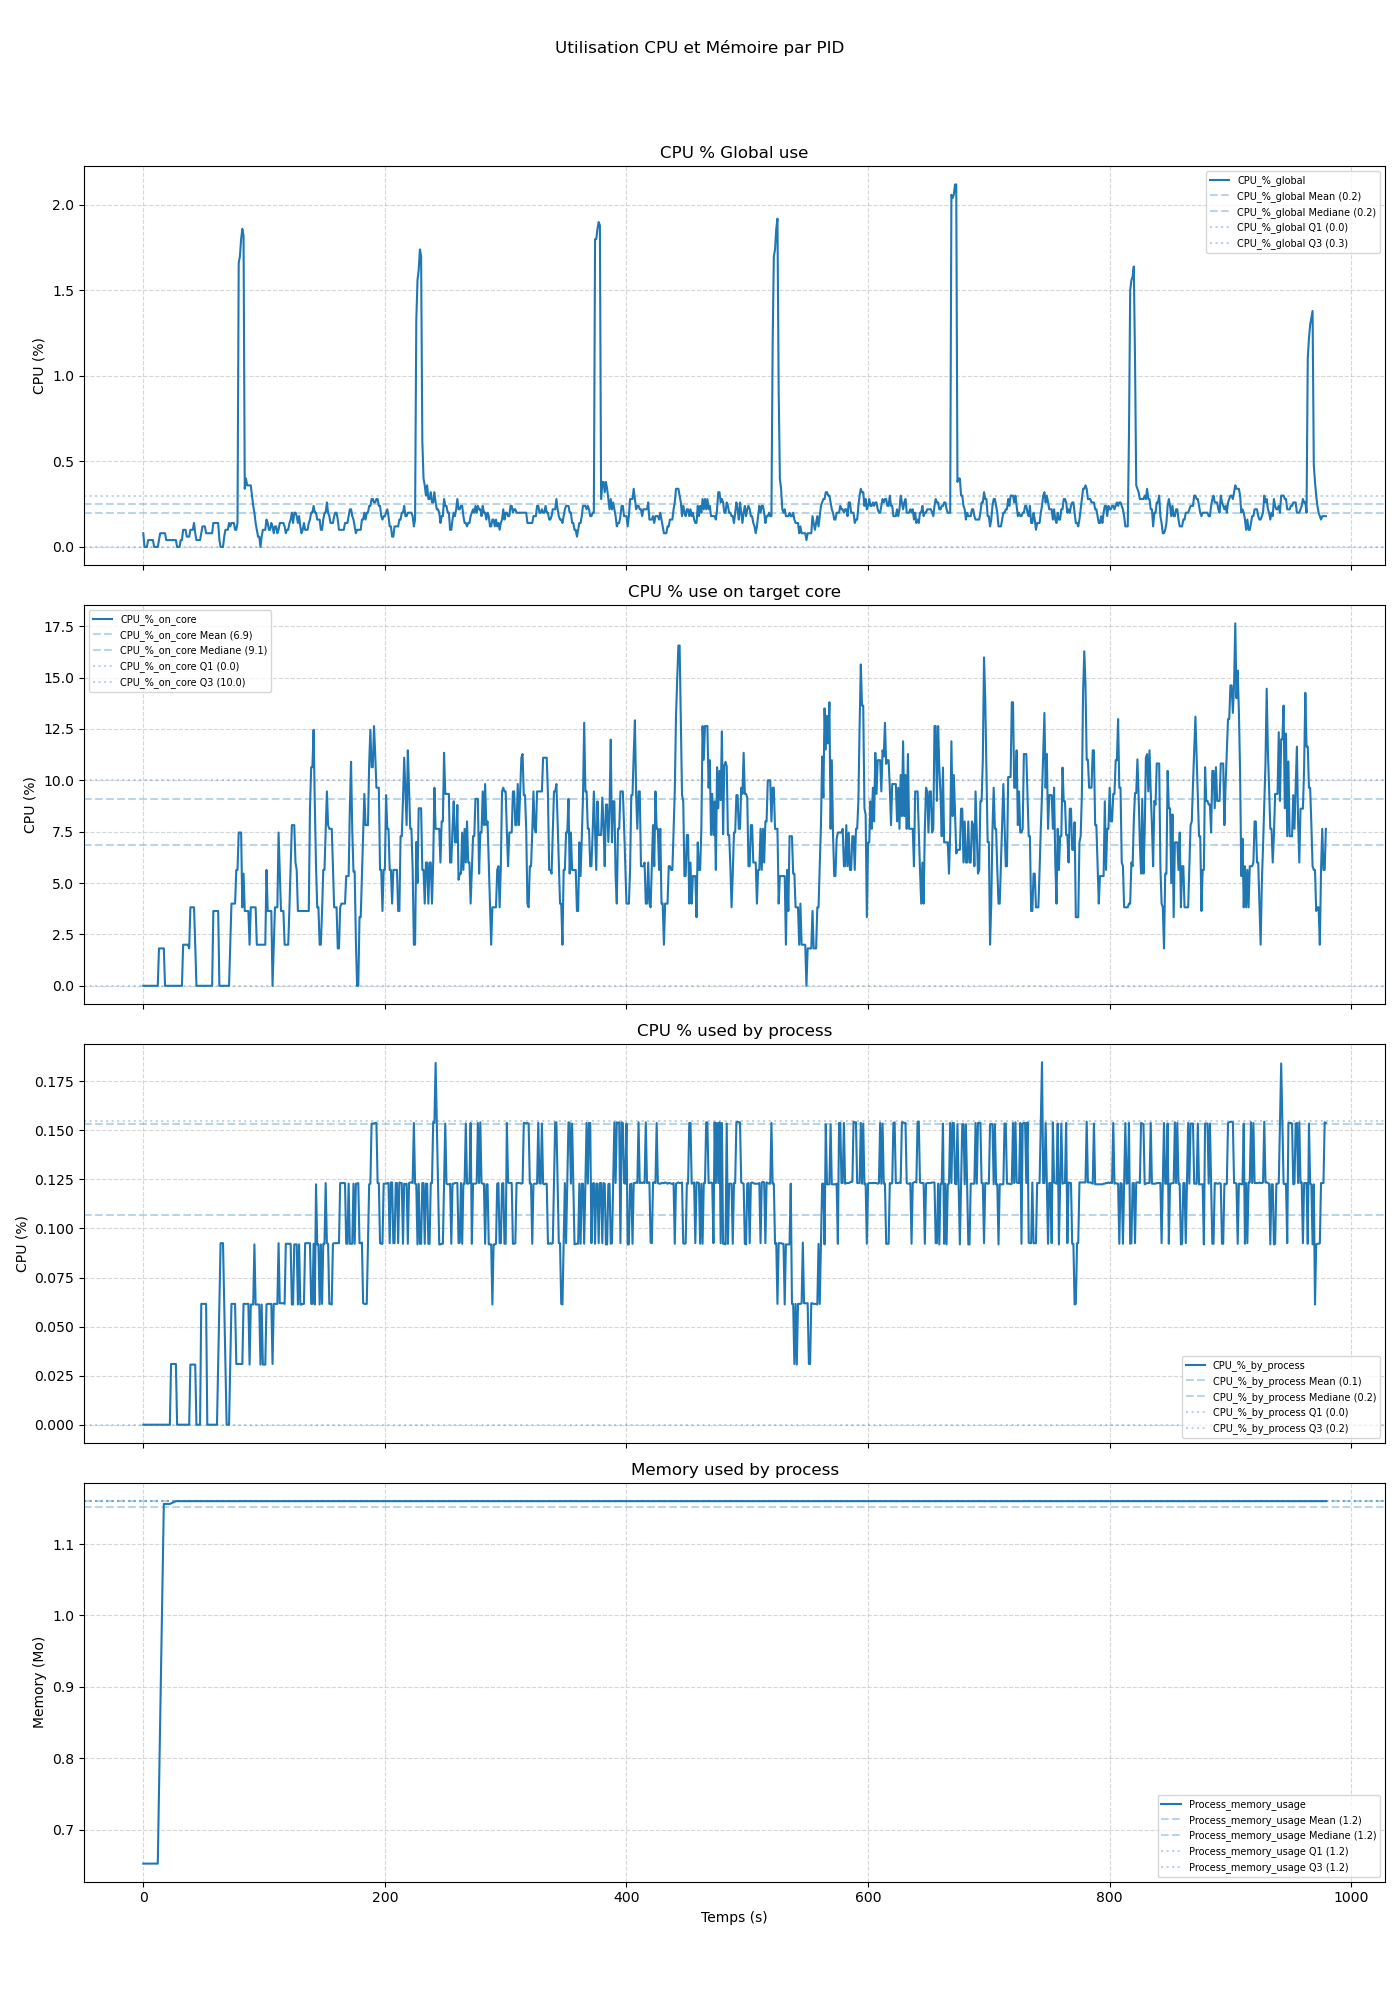 Utilisation CPU et Mémoire par PID
CPU % Global use
CPU (%)
2.0
1.5
1.0
0.5
0.0
CPU_%_global
CPU_%_global Mean (0.2)
CPU_%_global Mediane (0.2)
CPU_%_global Q1 (0.0)
CPU_%_global Q3 (0.3)
CPU % use on target core
CPU (%)
17.5
15.0
12.5
10.0
7.5
5.0
2.5
0.0
CPU_%_on_core
CPU_%_on_core Mean (6.9)
CPU_%_on_core Mediane (9.1)
CPU_%_on_core Q1 (0.0)
CPU_%_on_core Q3 (10.0)
CPU % used by process
CPU (%)
0.175
0.150
0.125
0.100
0.075
0.050
0.025
0.000
CPU_%_by_process
CPU_%_by_process Mean (0.1)
CPU_%_by_process Mediane (0.2)
CPU_%_by_process Q1 (0.0)
CPU_%_by_process Q3 (0.2)
Memory used by process
Memory (Mo)
1.1
1.0
0.9
0.8
0.7
Process_memory_usage
Process_memory_usage Mean (1.2)
Process_memory_usage Mediane (1.2)
Process_memory_usage Q1 (1.2)
Process_memory_usage Q3 (1.2)
0 200 400 600 800 1000
Temps (s)